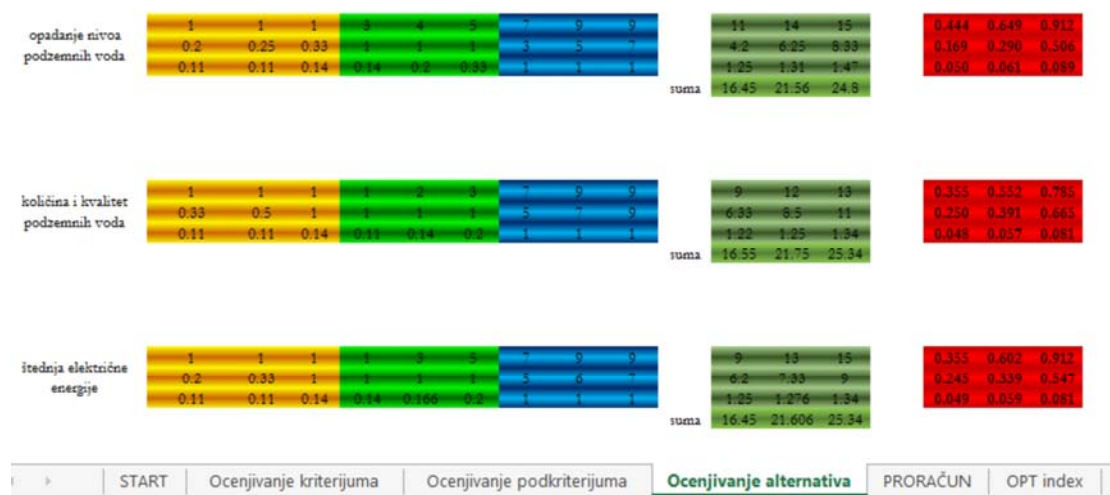 1 1 1 3 4 5 7 9 9 11 14 15 0.444 0.649 0.912
opadanje nivoa
0.2 0.25 0.33 1 1 1 3 5 7 4.2 6.25 8.33 0.169 0.290 0.506
podzemnih voda
0.11 0.11 0.14 0.14 0.2 0.33 1 1 1 1.25 1.31 1.47 0.050 0.061 0.089
suma 16.45 21.56 24.8
1 1 1 1 2 3 7 9 9 9 12 13 0.355 0.552 0.785
količina i kvalitet
0.33 0.5 1 1 1 1 5 7 9 6.33 8.5 11 0.250 0.391 0.665
podzemnih voda
0.11 0.11 0.14 0.11 0.14 0.2 1 1 1 1.22 1.25 1.34 0.048 0.057 0.081
suma 16.55 21.75 25.34
1 1 1 1 3 5 7 9 9 9 13 15 0.355 0.602 0.912
štednja električne
0.2 0.33 1 1 1 1 5 6 7 6.2 7.33 9 0.245 0.339 0.547
energije
0.11 0.11 0.14 0.14 0.166 0.2 1 1 1 1.25 1.276 1.34 0.049 0.059 0.081
suma 16.45 21.606 25.34
START Ocenjivanje kriterijuma Ocenjivanje podkriterijuma Ocenjivanje alternativa PRORAČUN OPT index